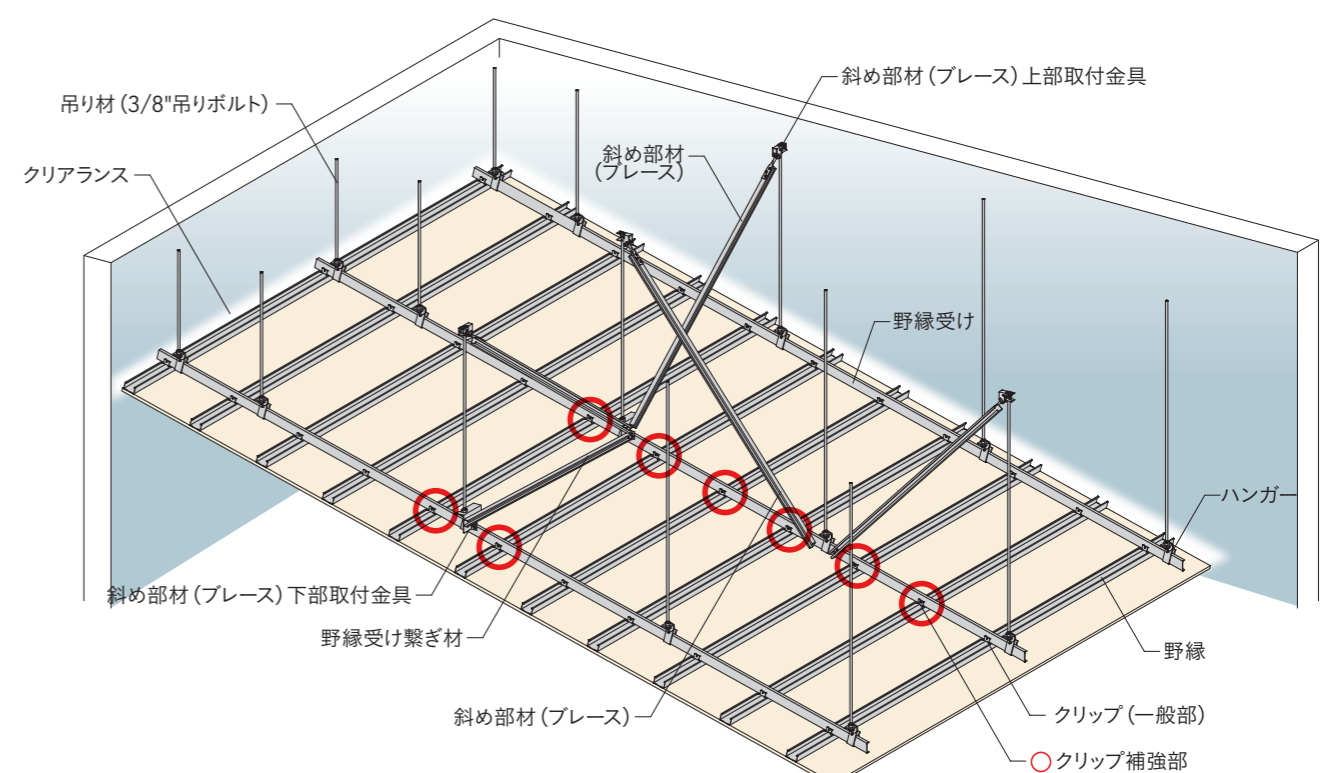 斜め部材(ブレース)上部取付金具
吊り材(3/8"吊りボルト)
斜め部材
(ブレース)
クリアランス
野縁受け
ハンガー
斜め部材(ブレース)下部取付金具
野縁受け繋ぎ材
野縁
斜め部材(ブレース)
クリップ(一般部)
クリップ補強部